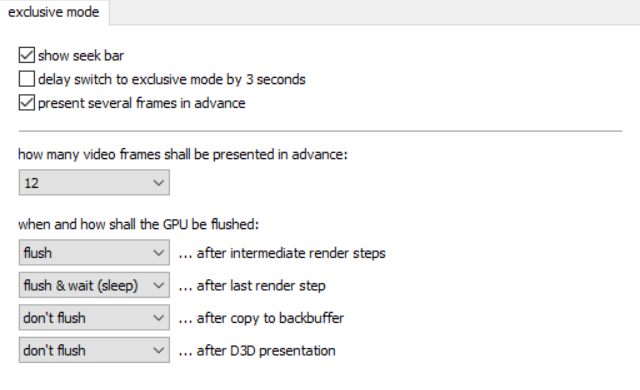 exclusive mode
show seek bar
delay switch to exclusive mode by 3 seconds
present several frames in advance
how many video frames shall be presented in advance:
12
when and how shall the GPU be flushed:
flush ... after intermediate render steps
flush & wait (sleep) ... after last render step
don't flush ... after copy to backbuffer
don't flush ... after D3D presentation